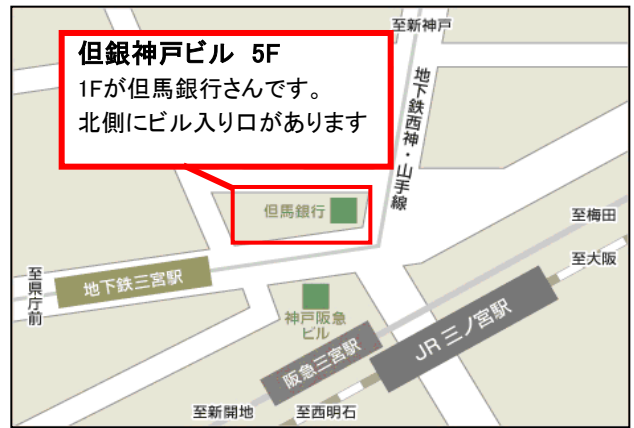 至新神戸
但銀神戸ビル 5F
1Fが但馬銀行さんです。
北側にビル入り口があります
地下鉄西神・山手線
但馬銀行
至梅田
至大阪
至県庁前
地下鉄三宮駅
神戸阪急
ビル
阪急三宮駅
JR三ノ宮駅
至新開地
至西明石